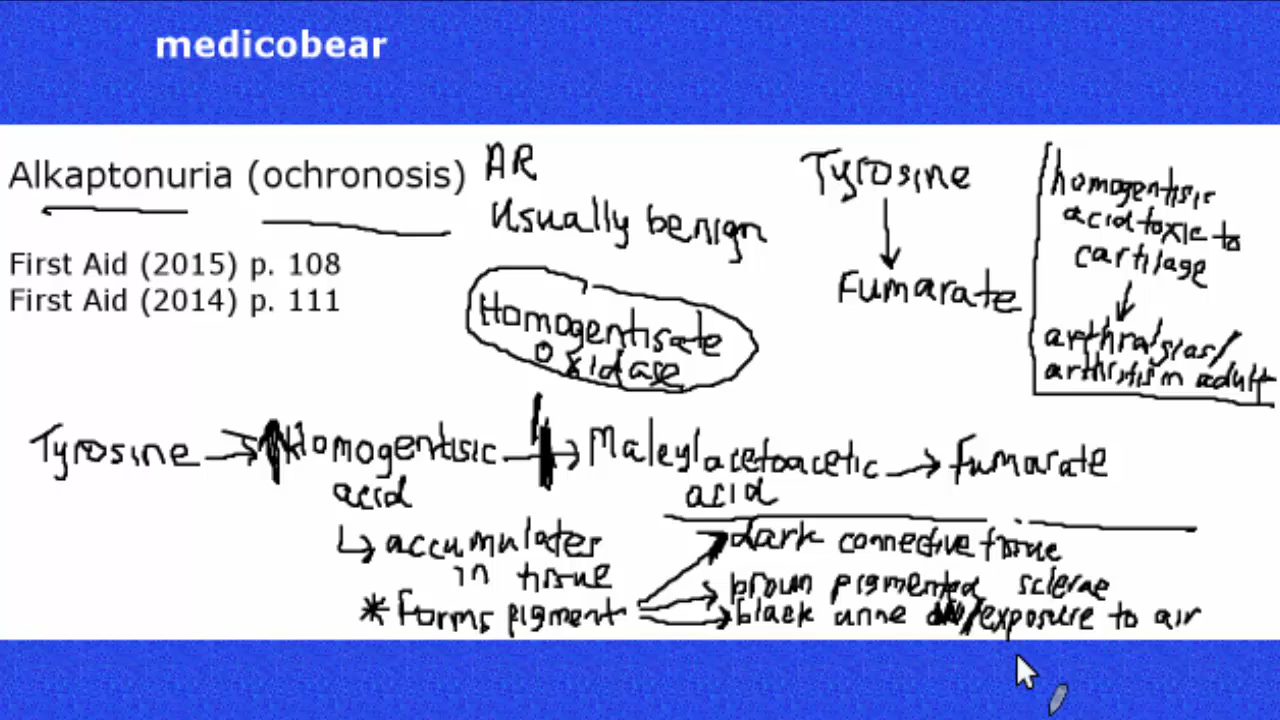 medicobear
Alkaptonuria (ochronosis)
First Aid (2015) p. 108
First Aid (2014) p. 111
AR
Usually benign
Homogentisate
oxidase
Tyrosine
Fumarate
homogentisic
acid toxic to
cartilage
arthralgias/
arthritis in adult
Tyrosine → Homogentisic → Maleylacetoacetic → Fumarate
acid
acid
accumulates
in tissue
* Forms pigment
dark connective tissue
brown pigmented sclerae
black urine w/exposure to air